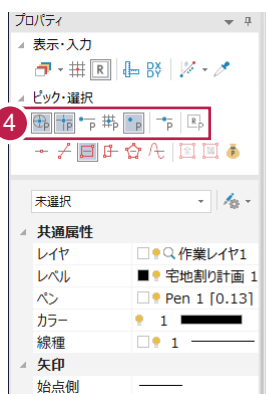 プロパティ
表示・入力
R
ピック・選択
4
P P P P P P RP
未選択
共通属性
レイヤ 作業レイヤ1
レベル 宅地割り計画 1
ペン Pen 1 [0.13]
カラー 1
線種 1
矢印
始点側